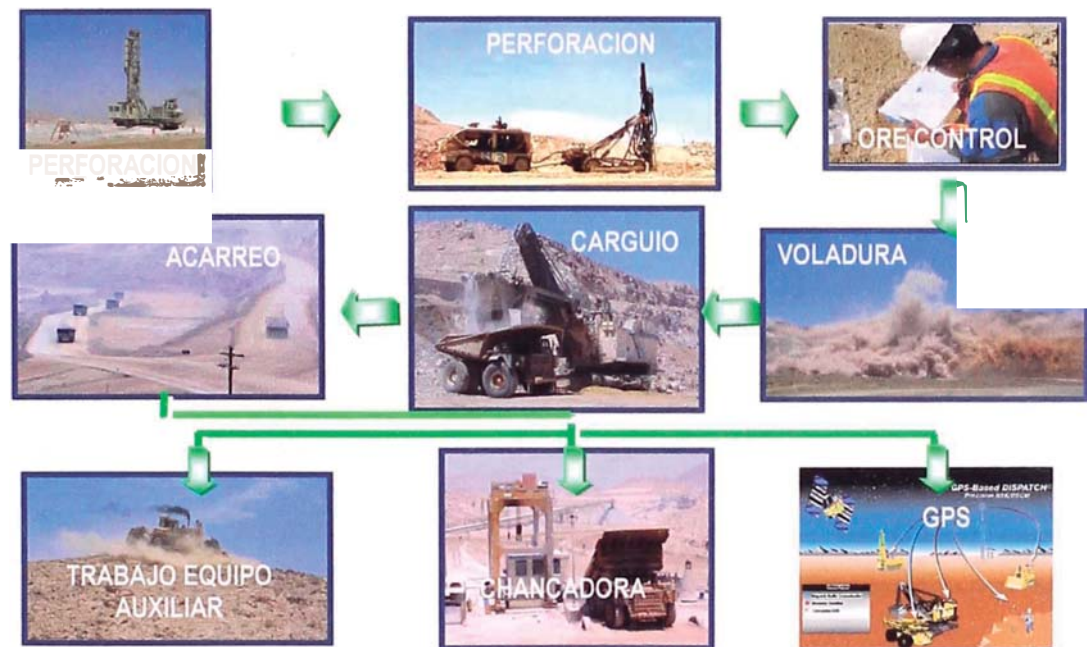 PERFORACION
PERFORACION
ORE CONTROL
ACARREO
CARGUIO
VOLADURA
TRABAJO EQUIPO
AUXILIAR
CHANCADORA
GPS-Based DISPATCH
GPS